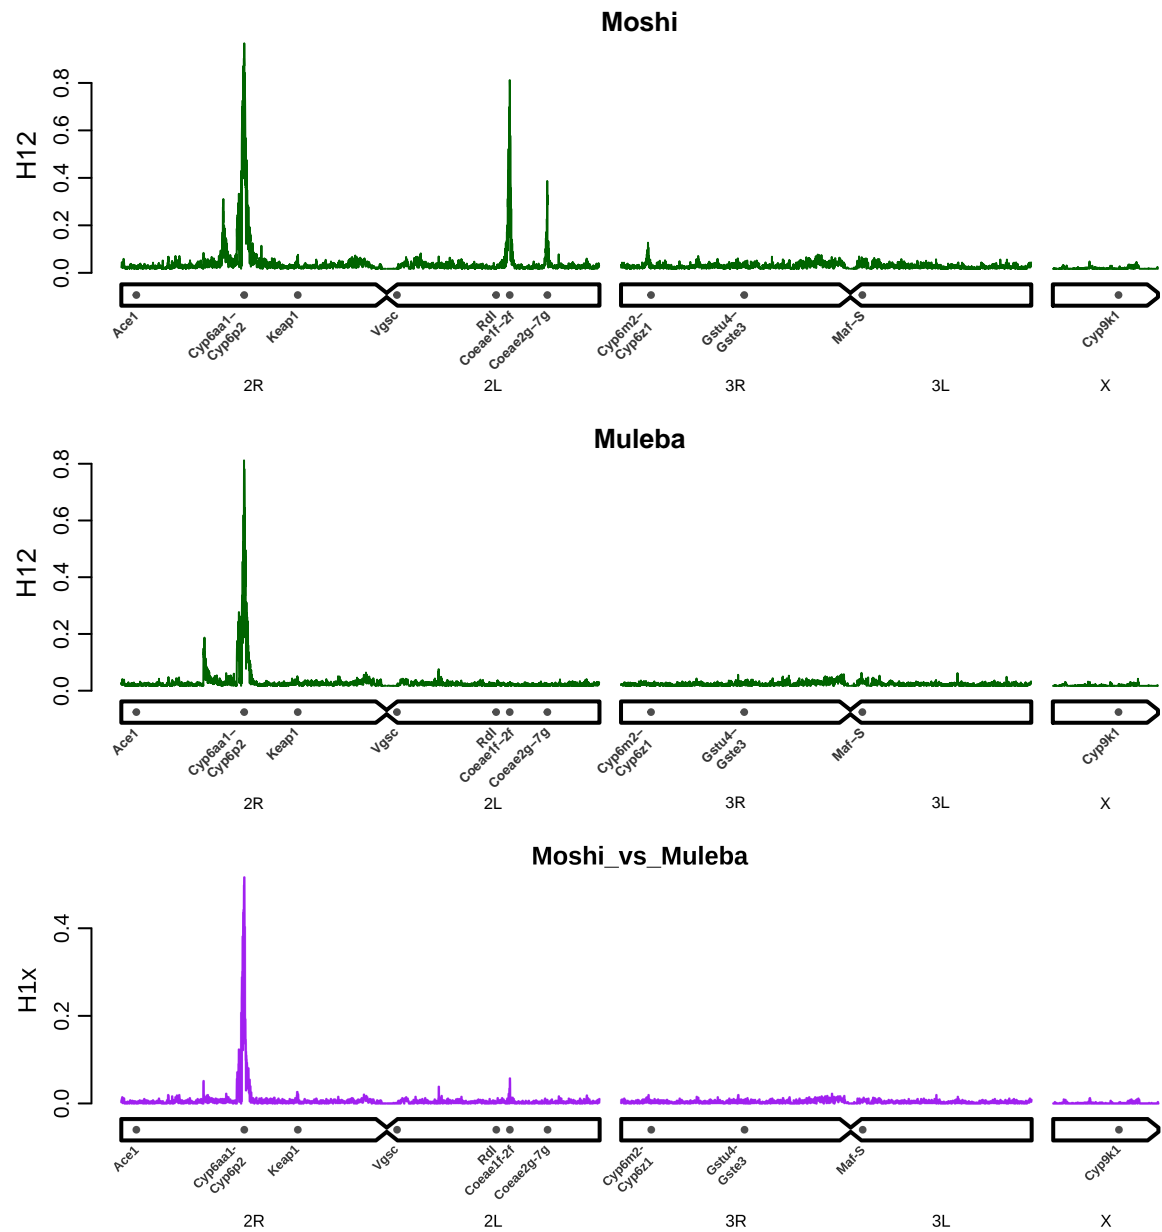 Moshi
H12
0.0 0.2 0.4 0.6 0.8
Ace1
Cyp6aa1–
Cyp6p2
Keap1
Vgsc
Rdl
Coeae1f–2f
Coeae2g–7g
Cyp6m2–
Cyp6z1
Gstu4–
Gste3
Maf–S
Cyp9k1
2R 2L 3R 3L X
Muleba
H12
0.0 0.2 0.4 0.6 0.8
Ace1
Cyp6aa1–
Cyp6p2
Keap1
Vgsc
Rdl
Coeae1f–2f
Coeae2g–7g
Cyp6m2–
Cyp6z1
Gstu4–
Gste3
Maf–S
Cyp9k1
2R 2L 3R 3L X
Moshi_vs_Muleba
H1x
0.0 0.2 0.4
Ace1
Cyp6aa1-
Cyp6p2
Keap1
Vgsc
Rdl
Coeae1f-2f
Coeae2g-7g
Cyp6m2-
Cyp6z1
Gstu4-
Gste3
Maf-S
Cyp9k1
2R 2L 3R 3L X